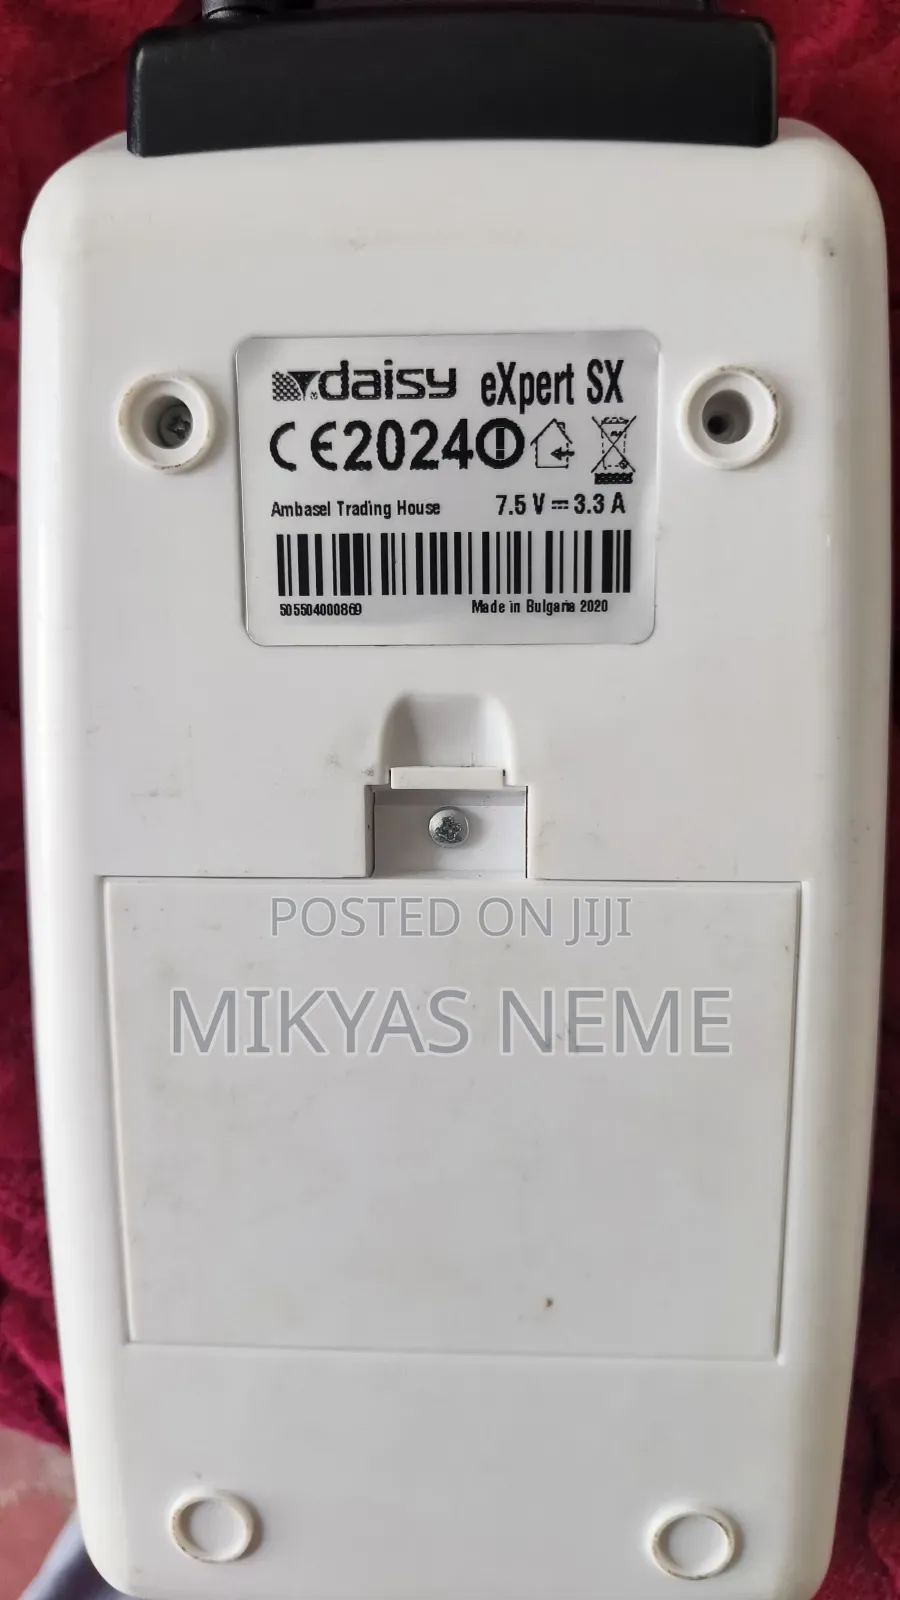 daisy eXpert SX
CE2024
Ambasel Trading House 7.5 V ⎓ 3.3 A
505504000869 Made in Bulgaria 2020
POSTED ON JIJI
MIKYAS NEME